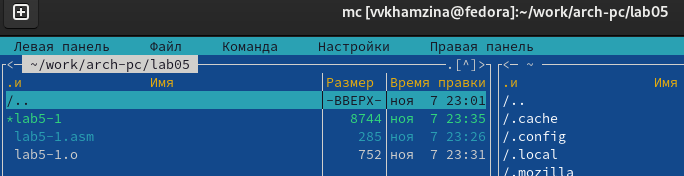 mc [vvkhamzina@fedora]:~/work/arch-pc/lab05
Левая панель Файл Команда Настройки Правая панель
<— ~/work/arch-pc/lab05 .[^]> <— ~
.и Имя Размер Время правки .и Имя
/.. -ВВЕРХ- ноя 7 23:01 /..
*lab5-1 8744 ноя 7 23:35 /.cache
lab5-1.asm 285 ноя 7 23:26 /.config
lab5-1.o 752 ноя 7 23:31 /.local
/.mozilla